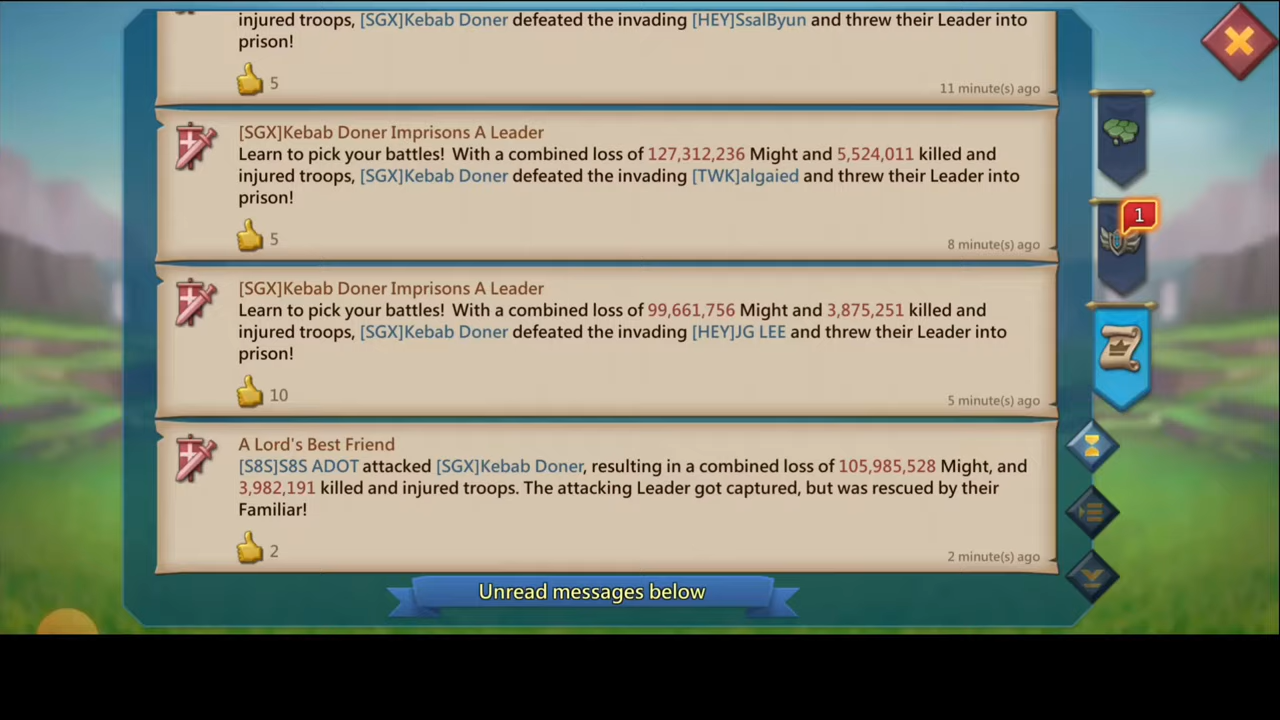 injured troops, [SGX]Kebab Doner defeated the invading [HEY]SsalByun and threw their Leader into
prison!
5
11 minute(s) ago
[SGX]Kebab Doner Imprisons A Leader
Learn to pick your battles! With a combined loss of 127,312,236 Might and 5,524,011 killed and
injured troops, [SGX]Kebab Doner defeated the invading [TWK]algaied and threw their Leader into
prison!
5
8 minute(s) ago
[SGX]Kebab Doner Imprisons A Leader
Learn to pick your battles! With a combined loss of 99,661,756 Might and 3,875,251 killed and
injured troops, [SGX]Kebab Doner defeated the invading [HEY]JG LEE and threw their Leader into
prison!
10
5 minute(s) ago
A Lord's Best Friend
[S8S]S8S ADOT attacked [SGX]Kebab Doner, resulting in a combined loss of 105,985,528 Might, and
3,982,191 killed and injured troops. The attacking Leader got captured, but was rescued by their
Familiar!
2
2 minute(s) ago
Unread messages below
1